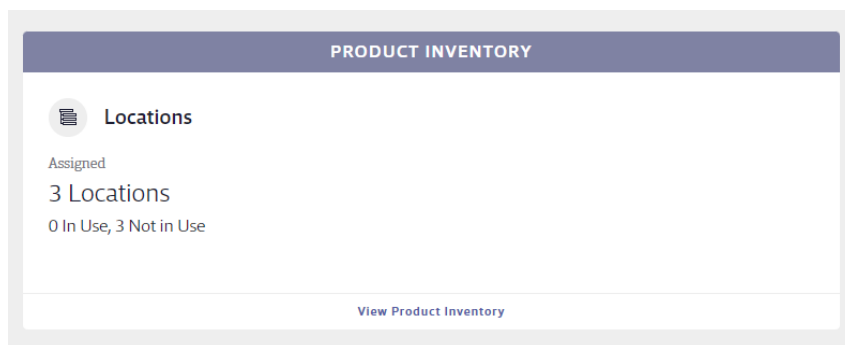 PRODUCT INVENTORY
Locations
Assigned
3 Locations
0 In Use, 3 Not in Use
View Product Inventory